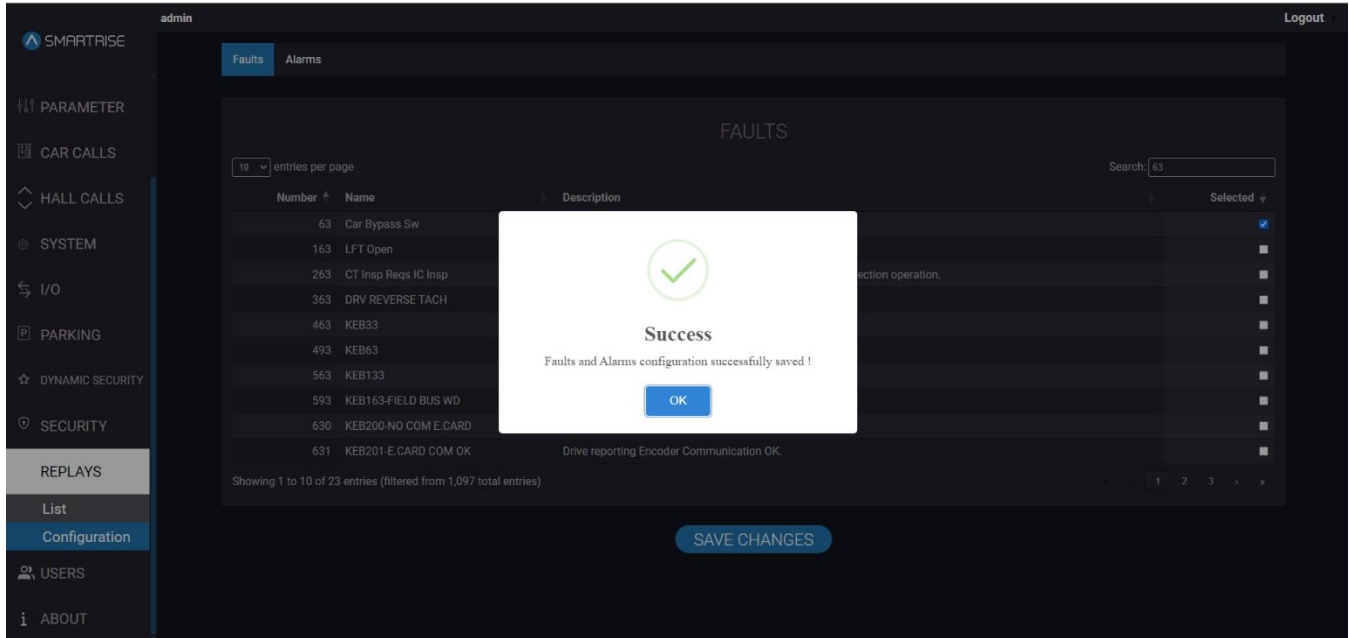 admin Logout
SMARTRISE
Faults Alarms
PARAMETER
FAULTS
CAR CALLS
10 entries per page Search: 63
HALL CALLS
Number Name Description Selected
63 Car Bypass Sw
SYSTEM
163 LFT Open
263 CT Insp Reqs IC Insp ection operation.
I/O
363 DRV REVERSE TACH
463 KEB33
PARKING
Success
493 KEB63
Faults and Alarms configuration successfully saved !
563 KEB133
DYNAMIC SECURITY
593 KEB163-FIELD BUS WD
OK
SECURITY
630 KEB200-NO COM E.CARD
631 KEB201-E.CARD COM OK Drive reporting Encoder Communication OK.
REPLAYS
Showing 1 to 10 of 23 entries (filtered from 1,097 total entries) « ‹ 1 2 3 › »
List
Configuration
SAVE CHANGES
USERS
ABOUT